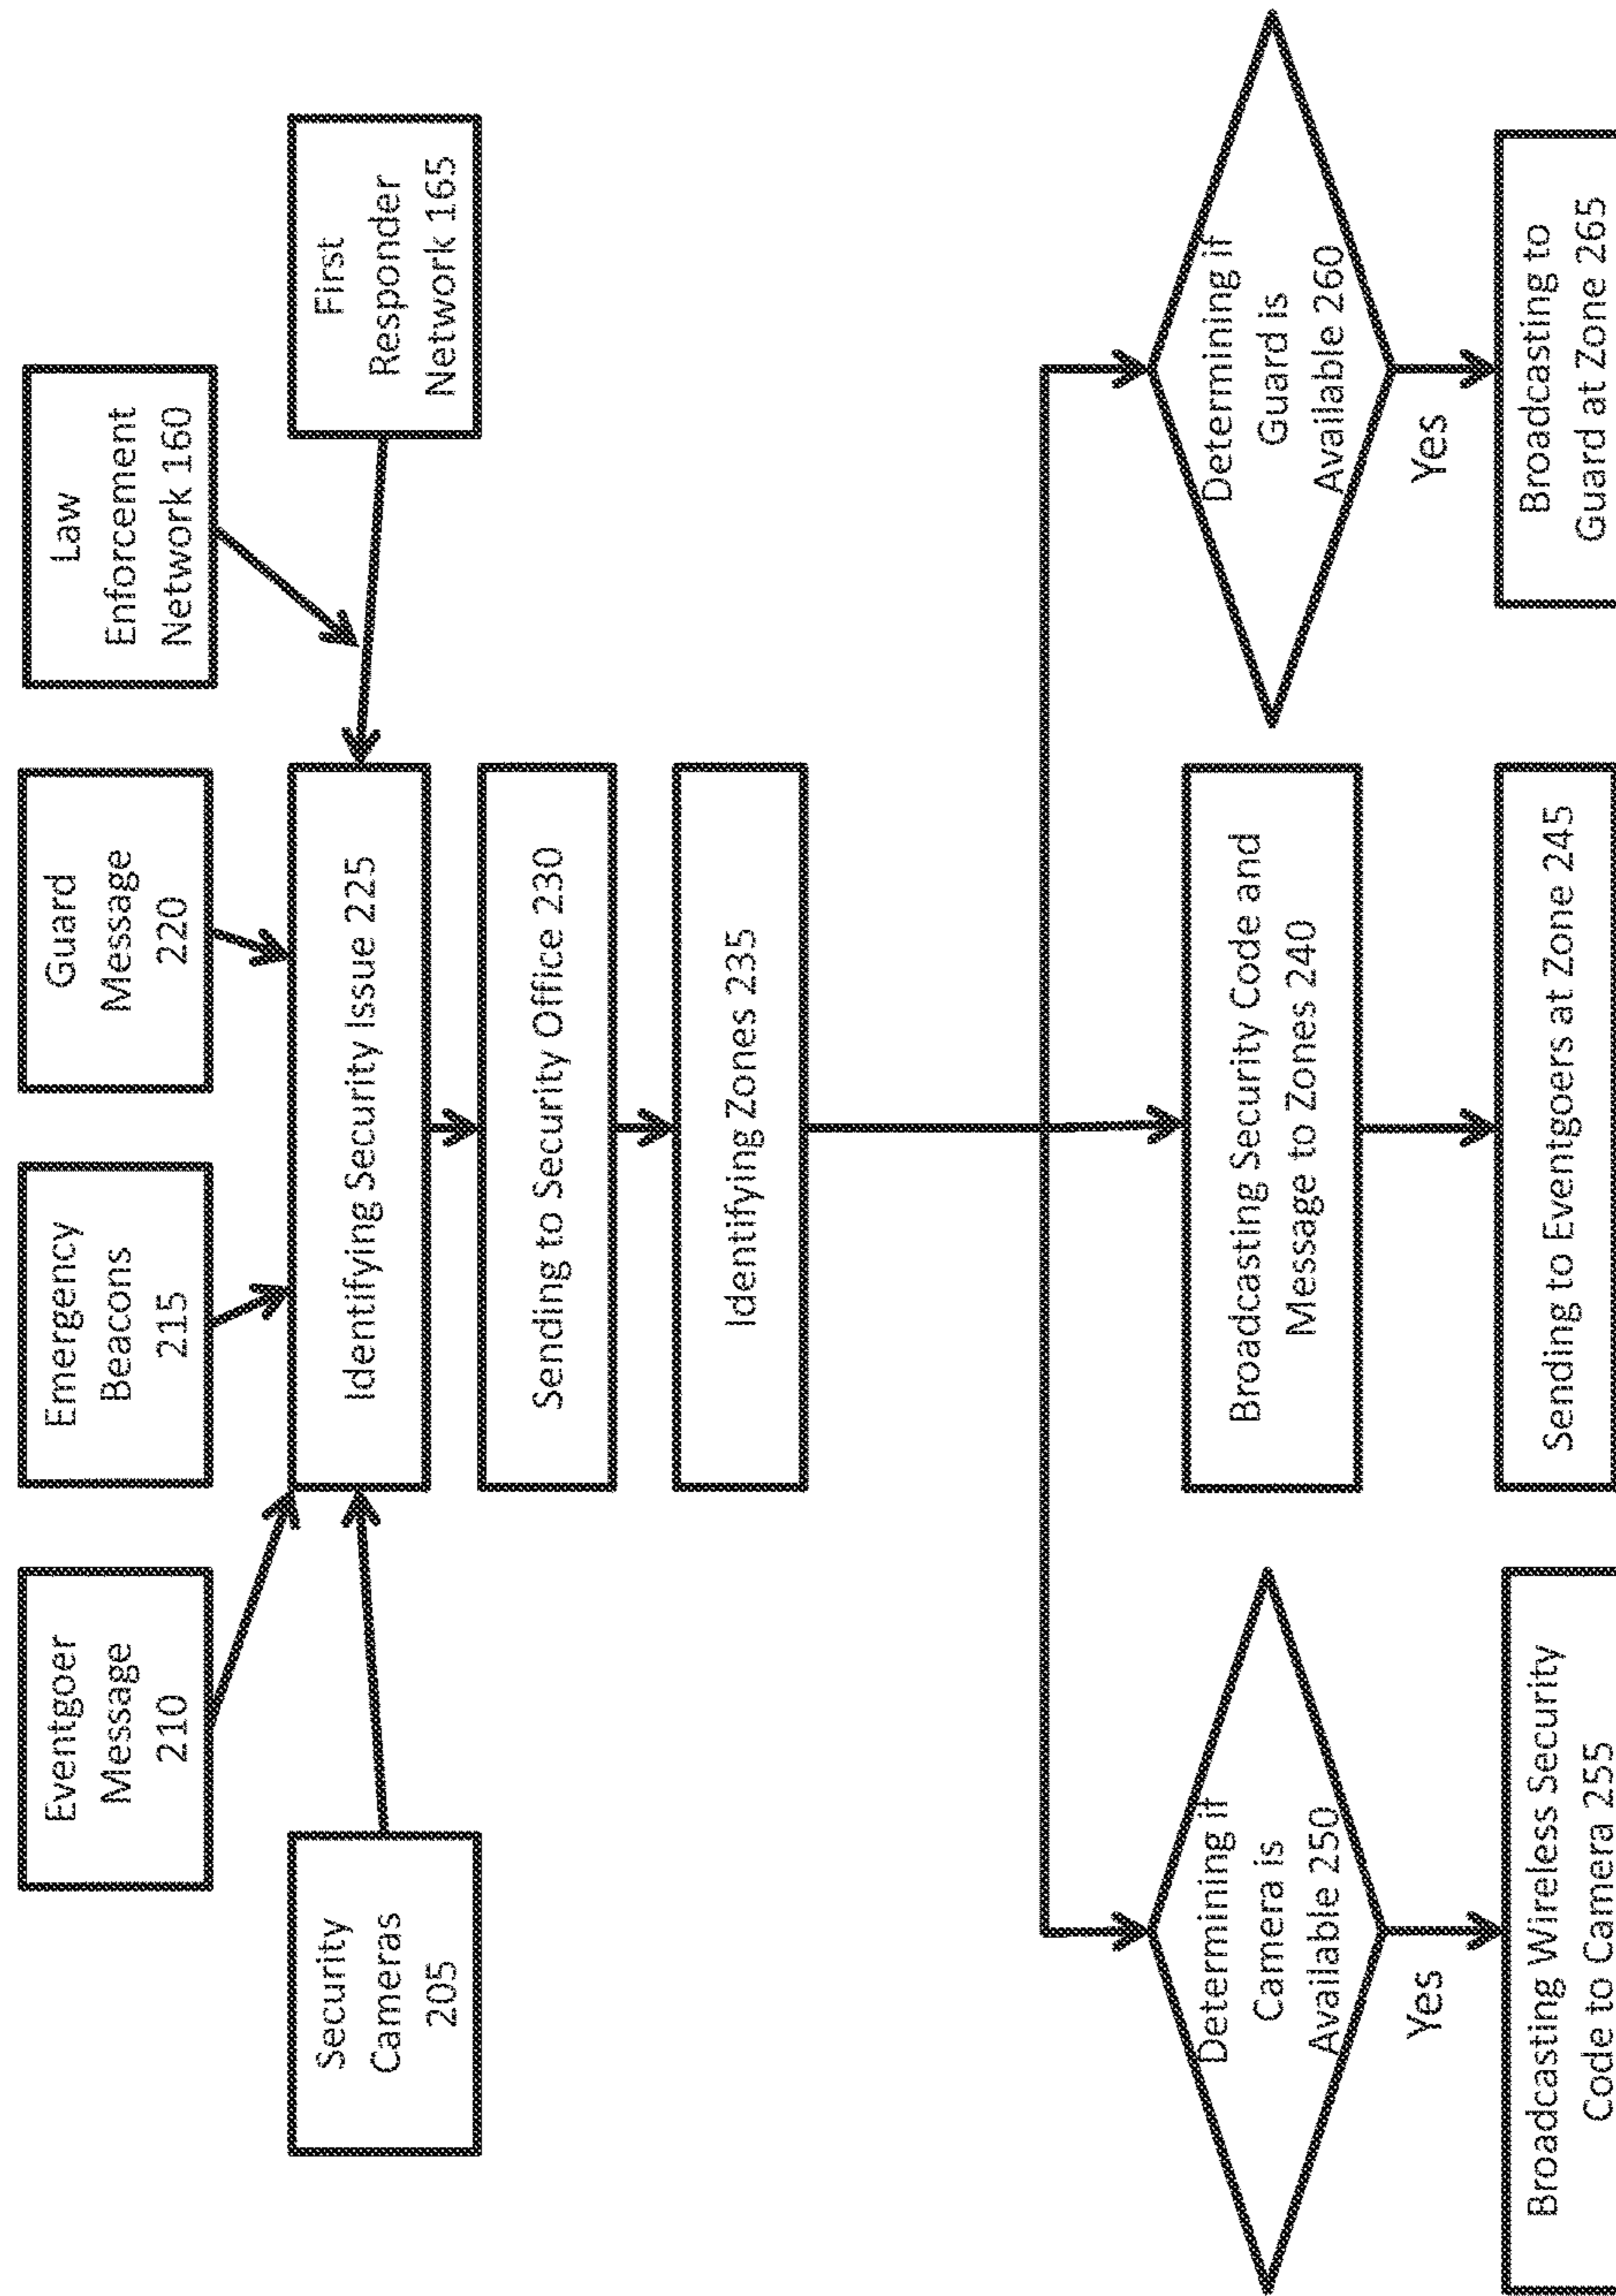 Eventgoer
Message
210
Emergency
Beacons
215
Guard
Message
220
Law
Enforcement
Network 160
Security
Cameras
205
Identifying Security Issue 225
First
Responder
Network 165
Sending to Security Office 230
Identifying Zones 235
Determining if
Camera is
Available 250
Broadcasting Security Code and
Message to Zones 240
Determining if
Guard is
Available 260
Yes
Yes
Broadcasting Wireless Security
Code to Camera 255
Sending to Eventgoers at Zone 245
Broadcasting to
Guard at Zone 265